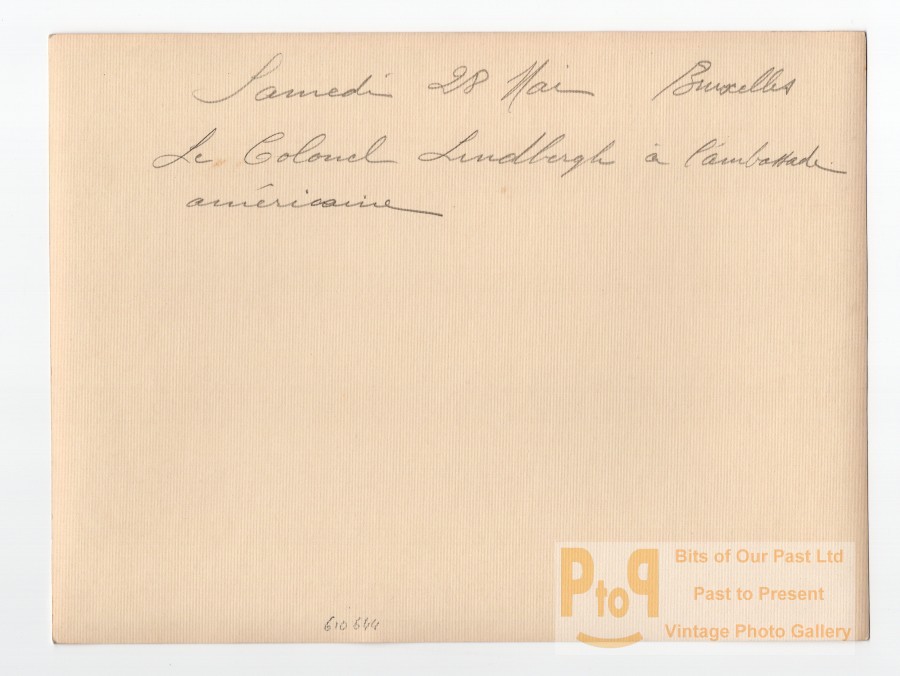 Samedi 28 Mai Bruxelles
Le Colonel Lindbergh à l'ambassade
américaine
610644
PtoP
Bits of Our Past Ltd
Past to Present
Vintage Photo Gallery